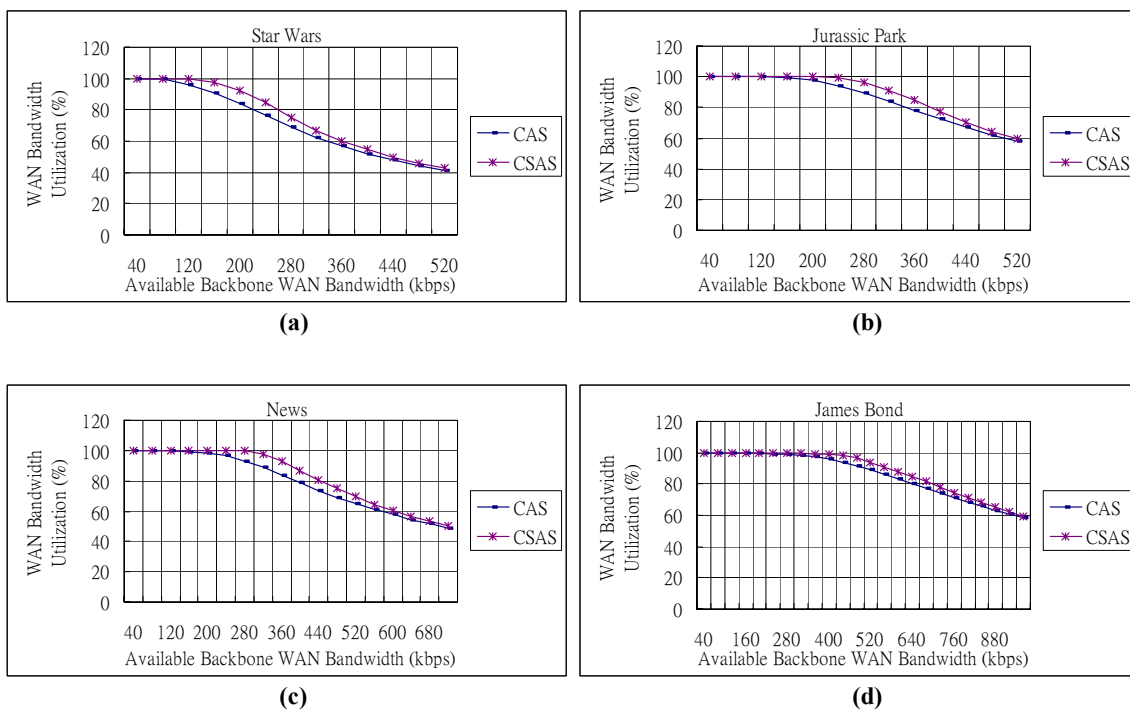 Star Wars
120
100
80
60
40
20
0
WAN Bandwidth
Utilization (%)
40 120 200 280 360 440 520
Available Backbone WAN Bandwidth (kbps)
CAS
CSAS
(a)
Jurassic Park
120
100
80
60
40
20
0
WAN Bandwidth
Utilization (%)
40 120 200 280 360 440 520
Available Backbone WAN Bandwidth (kbps)
CAS
CSAS
(b)
News
120
100
80
60
40
20
0
WAN Bandwidth
Utilization (%)
40 120 200 280 360 440 520 600 680
Available Backbone WAN Bandwidth (kbps)
CAS
CSAS
(c)
James Bond
120
100
80
60
40
20
0
WAN Bandwidth
Utilization (%)
40 160 280 400 520 640 760 880
Available Backbone WAN Bandwidth (kbps)
CAS
CSAS
(d)